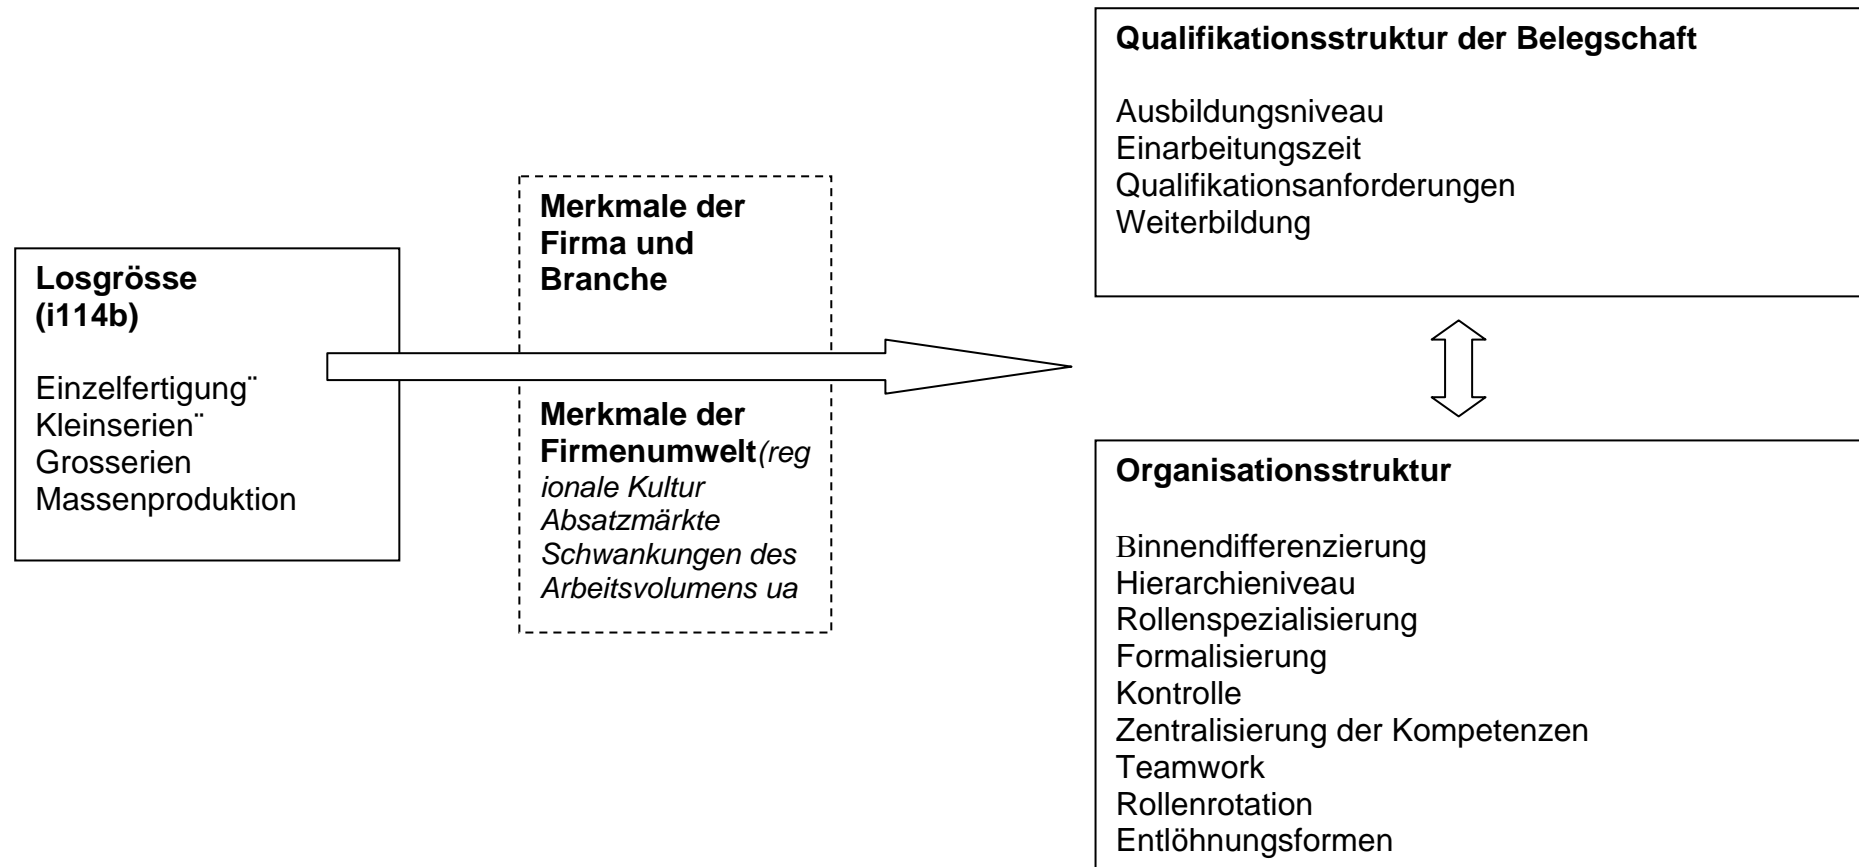 Losgrösse
(i114b)
Einzelfertigung¨
Kleinserien¨
Grosserien
Massenproduktion
Merkmale der
Firma und
Branche
Merkmale der
Firmenumwelt(reg
ionale Kultur
Absatzmärkte
Schwankungen des
Arbeitsvolumens ua
Qualifikationsstruktur der Belegschaft
Ausbildungsniveau
Einarbeitungszeit
Qualifikationsanforderungen
Weiterbildung
Organisationsstruktur
Binnendifferenzierung
Hierarchieniveau
Rollenspezialisierung
Formalisierung
Kontrolle
Zentralisierung der Kompetenzen
Teamwork
Rollenrotation
Entlöhnungsformen